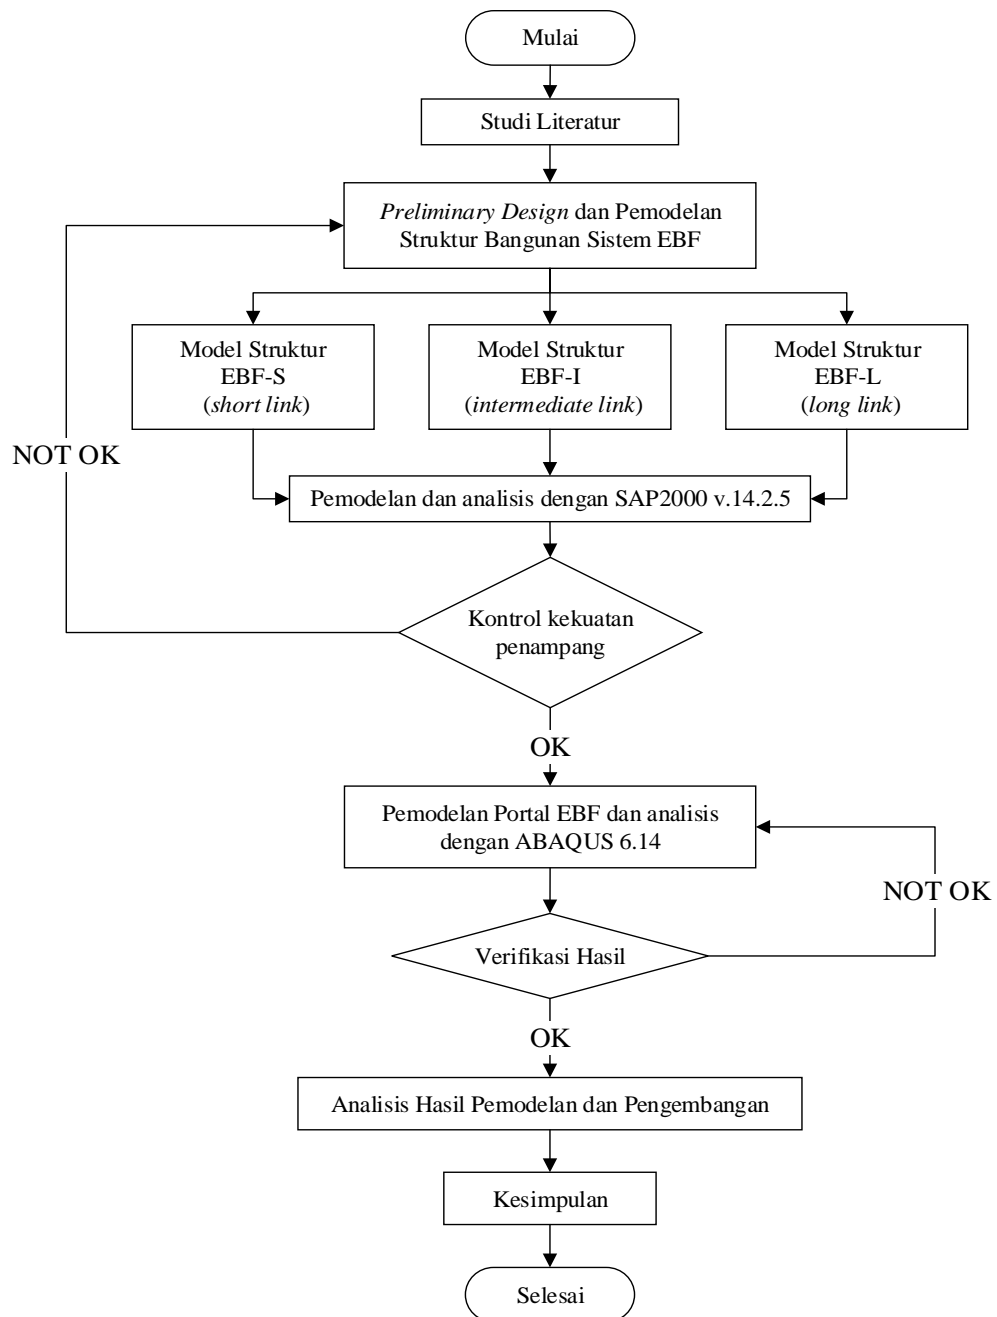 Mulai
Studi Literatur
Preliminary Design dan Pemodelan
Struktur Bangunan Sistem EBF
Model Struktur
EBF-S
(short link)
Model Struktur
EBF-I
(intermediate link)
Model Struktur
EBF-L
(long link)
NOT OK
Pemodelan dan analisis dengan SAP2000 v.14.2.5
Kontrol kekuatan
penampang
OK
Pemodelan Portal EBF dan analisis
dengan ABAQUS 6.14
NOT OK
Verifikasi Hasil
OK
Analisis Hasil Pemodelan dan Pengembangan
Kesimpulan
Selesai